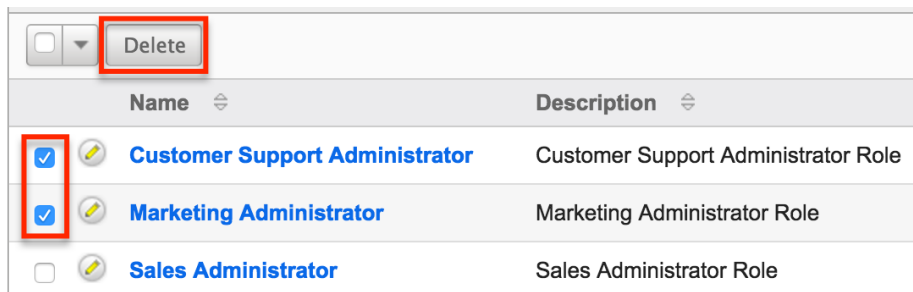 Delete
Name Description
Customer Support Administrator Customer Support Administrator Role
Marketing Administrator Marketing Administrator Role
Sales Administrator Sales Administrator Role